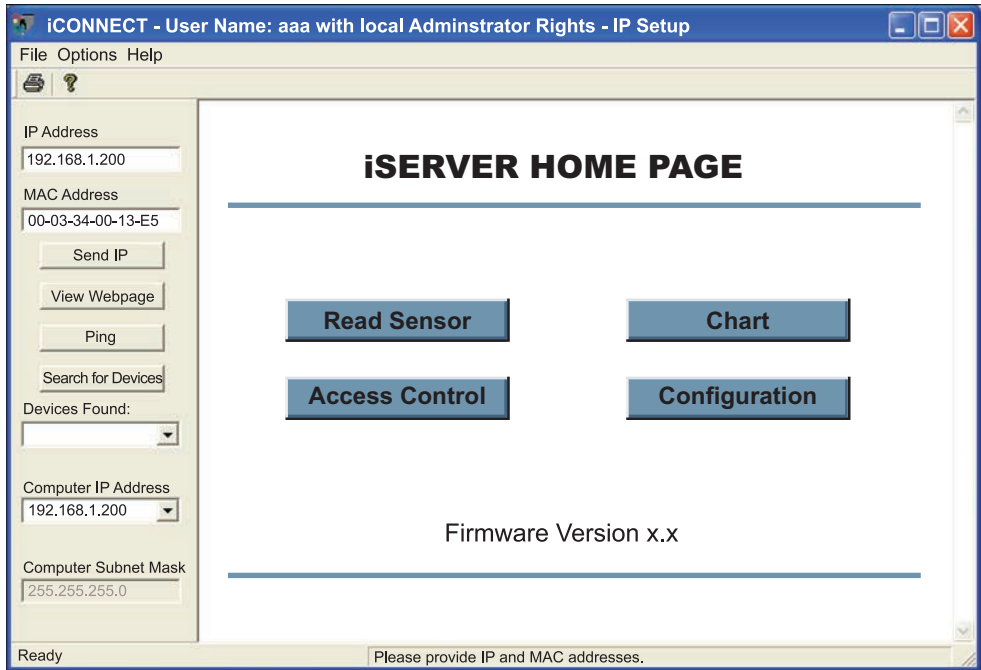 iCONNECT - User Name: aaa with local Adminstrator Rights - IP Setup
File Options Help
IP Address
192.168.1.200
MAC Address
00-03-34-00-13-E5
Send IP
View Webpage
Ping
Search for Devices
Devices Found:
Computer IP Address
192.168.1.200
Computer Subnet Mask
255.255.255.0
iSERVER HOME PAGE
Read Sensor
Chart
Access Control
Configuration
Firmware Version x.x
Ready
Please provide IP and MAC addresses.